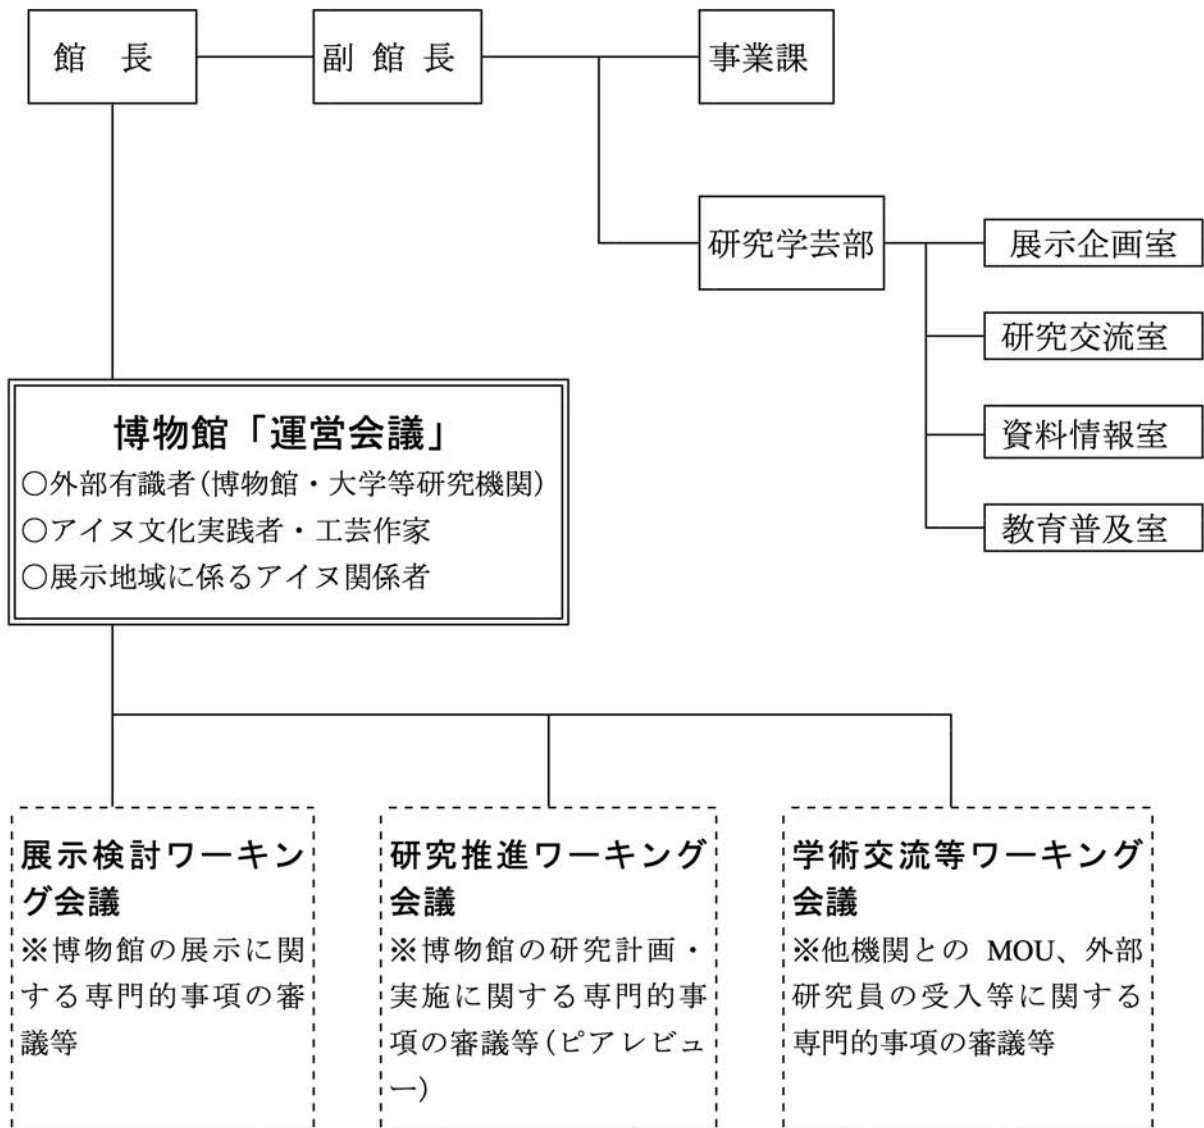 館 長
副 館 長
事業課
研究学芸部
展示企画室
研究交流室
資料情報室
教育普及室
博物館「運営会議」
○外部有識者(博物館・大学等研究機関)
○アイヌ文化実践者・工芸作家
○展示地域に係るアイヌ関係者
展示検討ワーキン
グ会議
※博物館の展示に関
する専門的事項の審
議等
研究推進ワーキング
会議
※博物館の研究計画・
実施に関する専門的事
項の審議等(ピアレビュ
ー)
学術交流等ワーキング
会議
※他機関との MOU、外部
研究員の受入等に関する
専門的事項の審議等